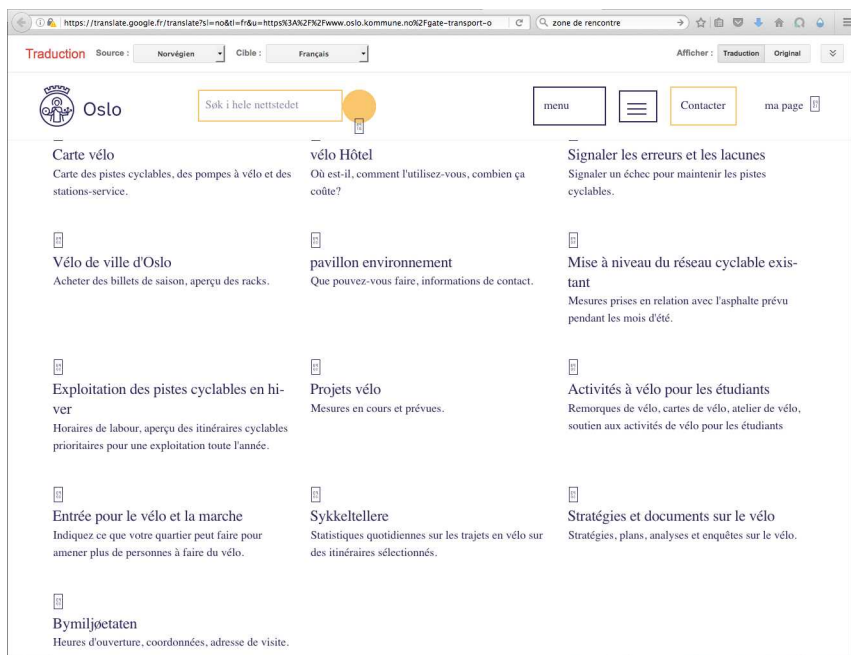 https://translate.google.fr/translate?sl=no&tl=fr&u=https%3A%2F%2Fwww.oslo.kommune.no%2Fgate-transport-o
zone de rencontre
Traduction Source : Norvégien Cible : Français Afficher : Traduction Original
Oslo Søk i hele nettstedet menu Contacter ma page
Carte vélo
Carte des pistes cyclables, des pompes à vélo et des
stations-service.
vélo Hôtel
Où est-il, comment l'utilisez-vous, combien ça
coûte?
Signaler les erreurs et les lacunes
Signaler un échec pour maintenir les pistes
cyclables.
Vélo de ville d'Oslo
Acheter des billets de saison, aperçu des racks.
pavillon environnement
Que pouvez-vous faire, informations de contact.
Mise à niveau du réseau cyclable exis-
tant
Mesures prises en relation avec l'asphalte prévu
pendant les mois d'été.
Exploitation des pistes cyclables en hi-
ver
Horaires de labour, aperçu des itinéraires cyclables
prioritaires pour une exploitation toute l'année.
Projets vélo
Mesures en cours et prévues.
Activités à vélo pour les étudiants
Remorques de vélo, cartes de vélo, atelier de vélo,
soutien aux activités de vélo pour les étudiants
Entrée pour le vélo et la marche
Indiquez ce que votre quartier peut faire pour
amener plus de personnes à faire du vélo.
Sykkeltellere
Statistiques quotidiennes sur les trajets en vélo sur
des itinéraires sélectionnés.
Stratégies et documents sur le vélo
Stratégies, plans, analyses et enquêtes sur le vélo.
Bymiljøetaten
Heures d'ouverture, coordonnées, adresse de visite.